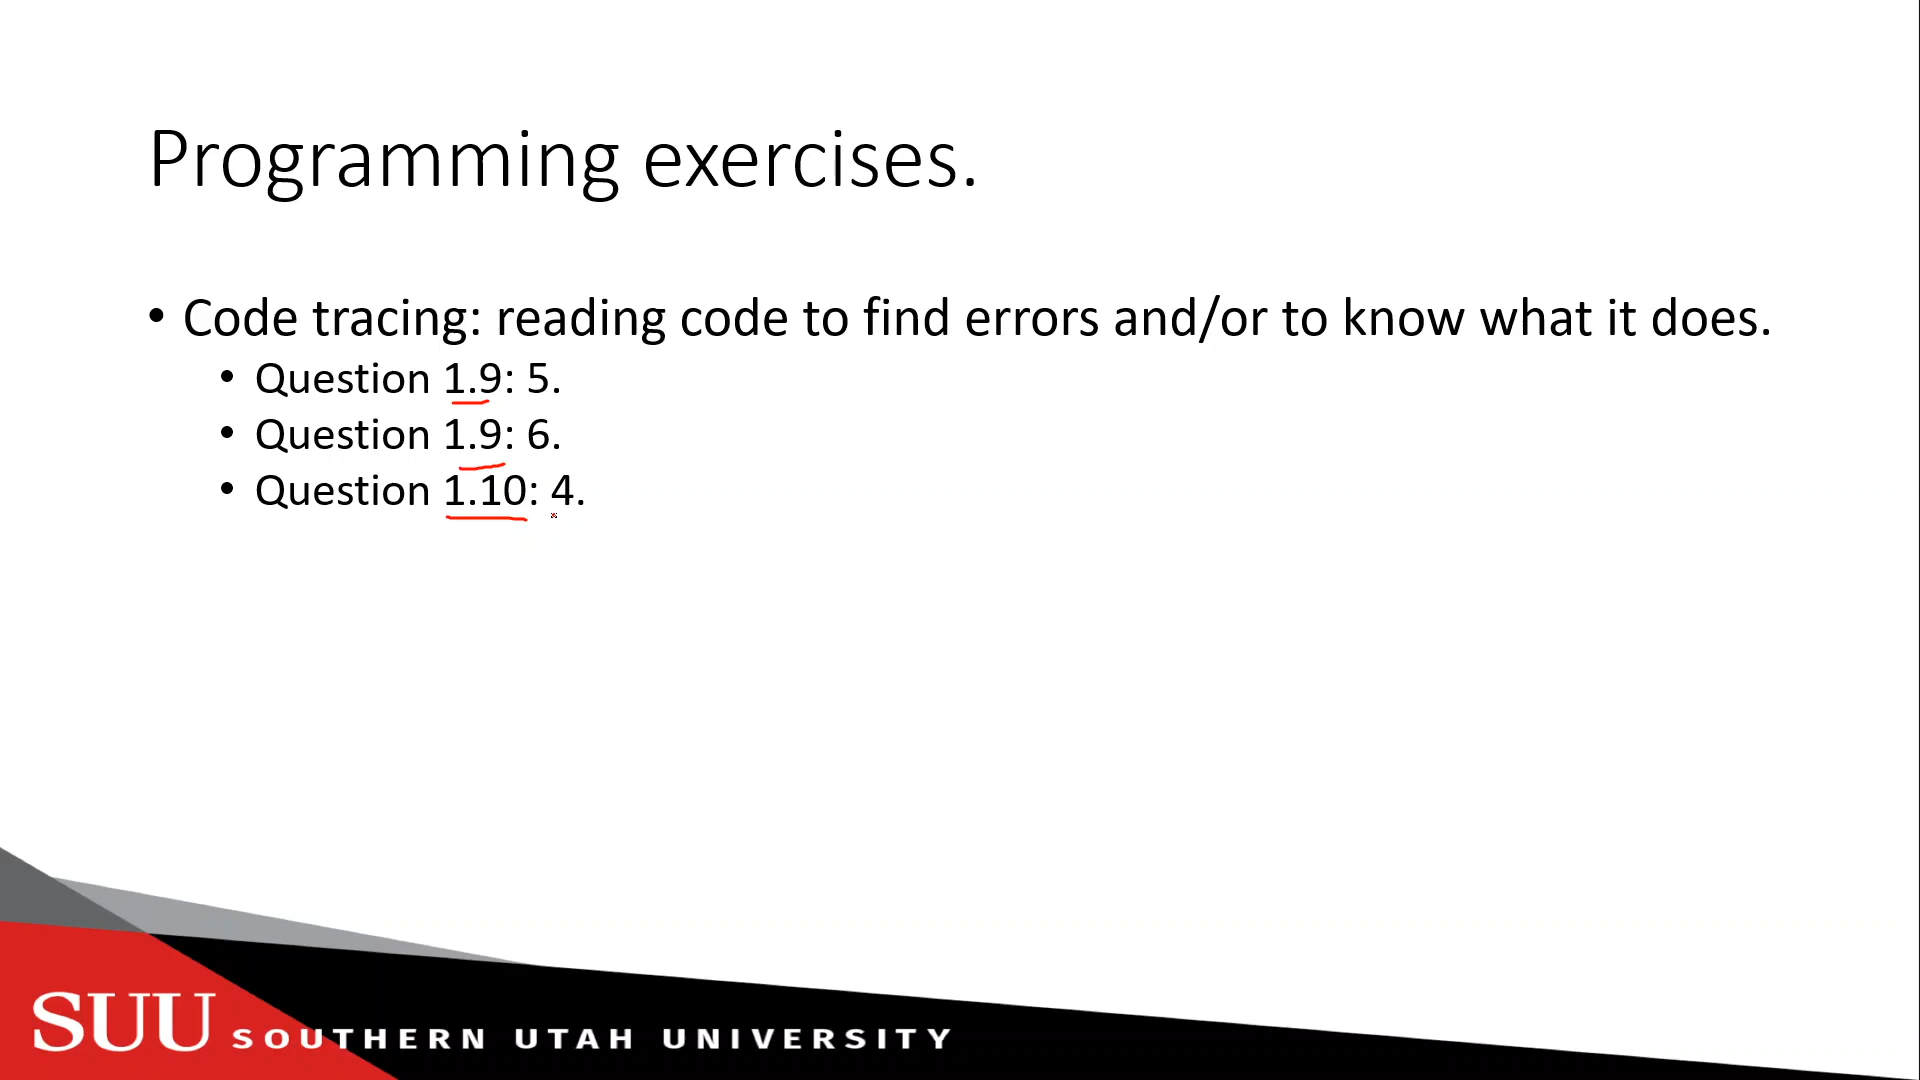 Programming exercises.
• Code tracing: reading code to find errors and/or to know what it does.
• Question 1.9: 5.
• Question 1.9: 6.
• Question 1.10: 4.
SUU SOUTHERN UTAH UNIVERSITY